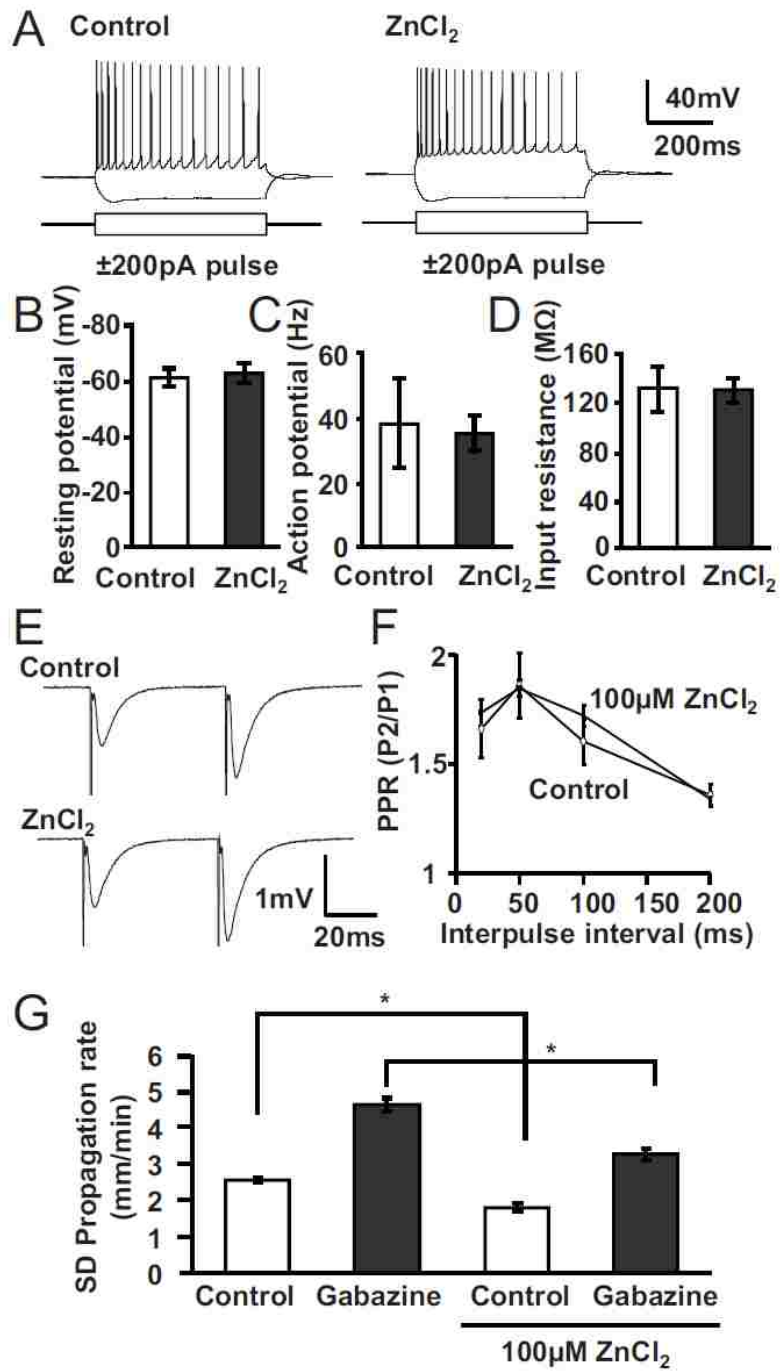 A
Control
ZnCl₂
40mV
200ms
±200pA pulse
±200pA pulse
B
Resting potential (mV)
-80
-60
-40
-20
0
Control
ZnCl₂
C
Action potential (Hz)
60
40
20
0
Control
ZnCl₂
D
Input resistance (MΩ)
160
120
80
40
0
Control
ZnCl₂
E
Control
ZnCl₂
1mV
20ms
F
PPR (P2/P1)
2
1.5
1
100µM ZnCl₂
Control
0 50 100 150 200
Interpulse interval (ms)
G
SD Propagation rate
(mm/min)
6
5
4
3
2
1
0
*
*
Control Gabazine Control Gabazine
100µM ZnCl₂